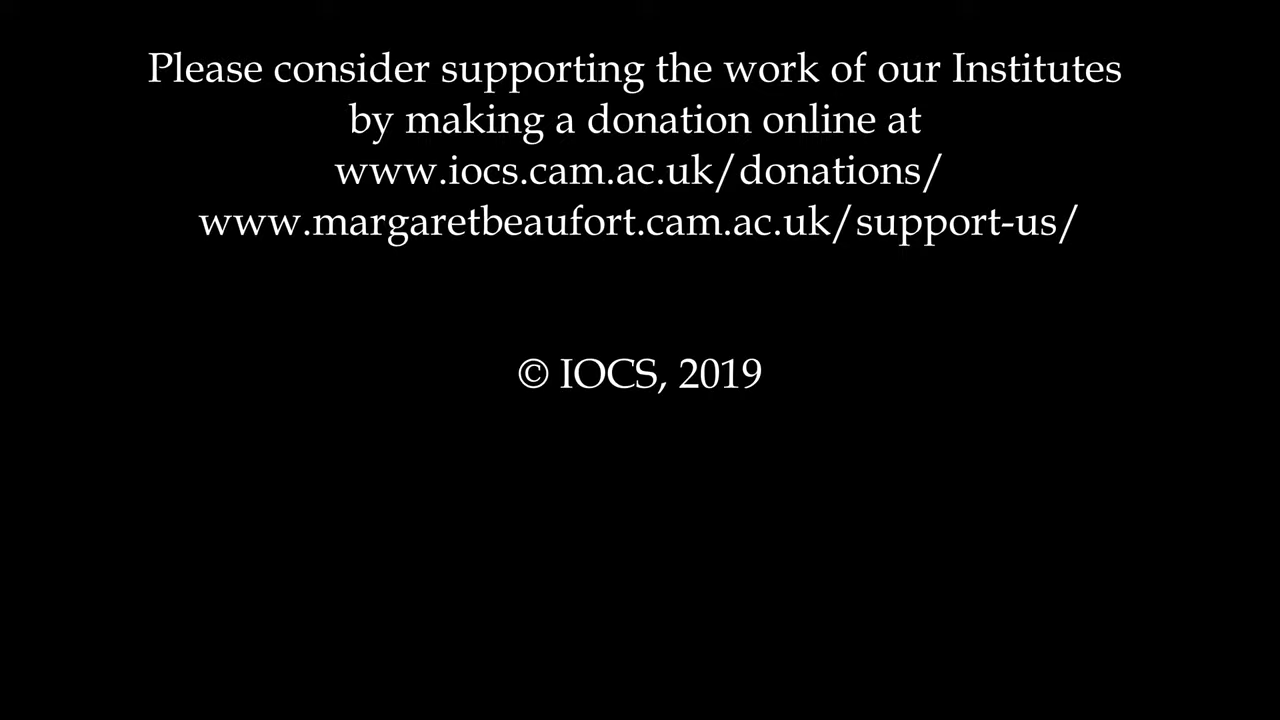 Please consider supporting the work of our Institutes
by making a donation online at
www.iocs.cam.ac.uk/donations/
www.margaretbeaufort.cam.ac.uk/support-us/
© IOCS, 2019